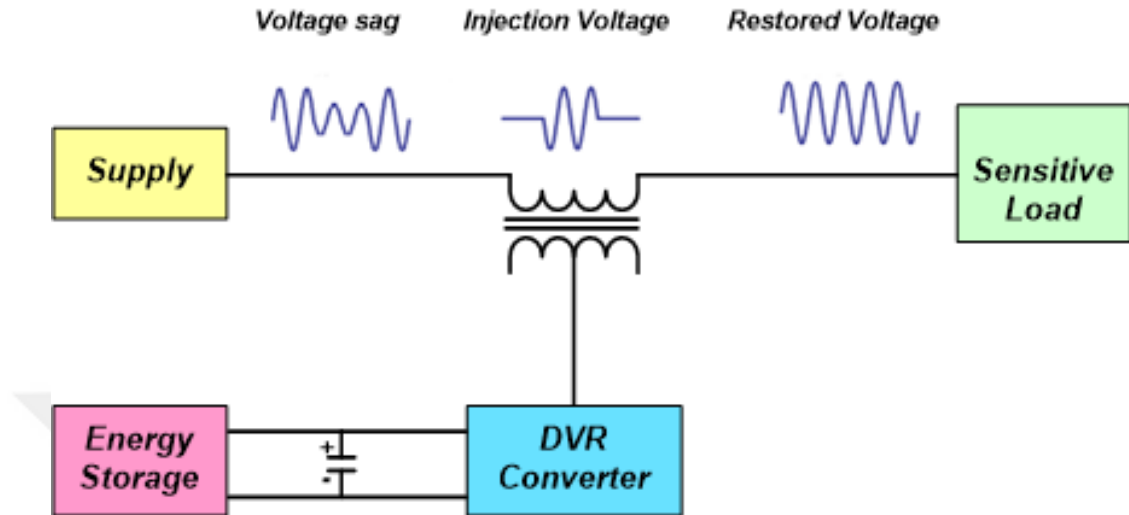 Voltage sag
Injection Voltage
Restored Voltage
Supply
Sensitive
Load
Energy
Storage
+
-
DVR
Converter